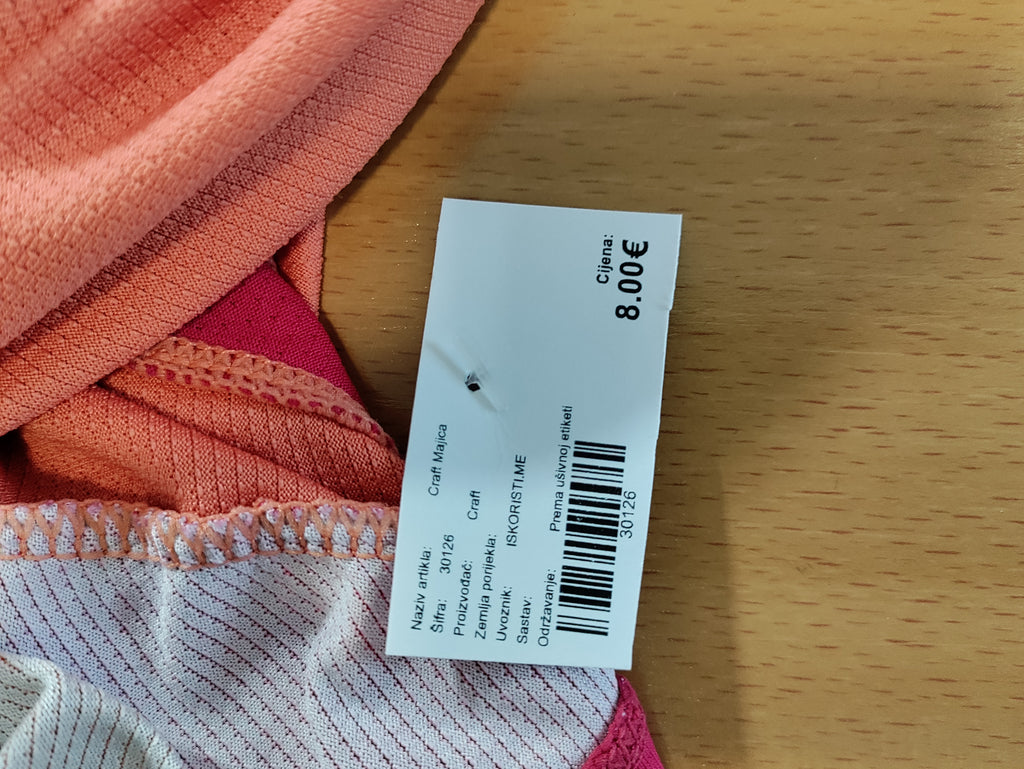 Naziv artikla: Craft Majica
Šifra: 30126
Proizvođač: Craft
Zemlja porijekla:
Uvoznik: ISKORISTI.ME
Sastav:
Održavanje: Prema ušivnoj etiketi
30126
Cijena:
8.00€